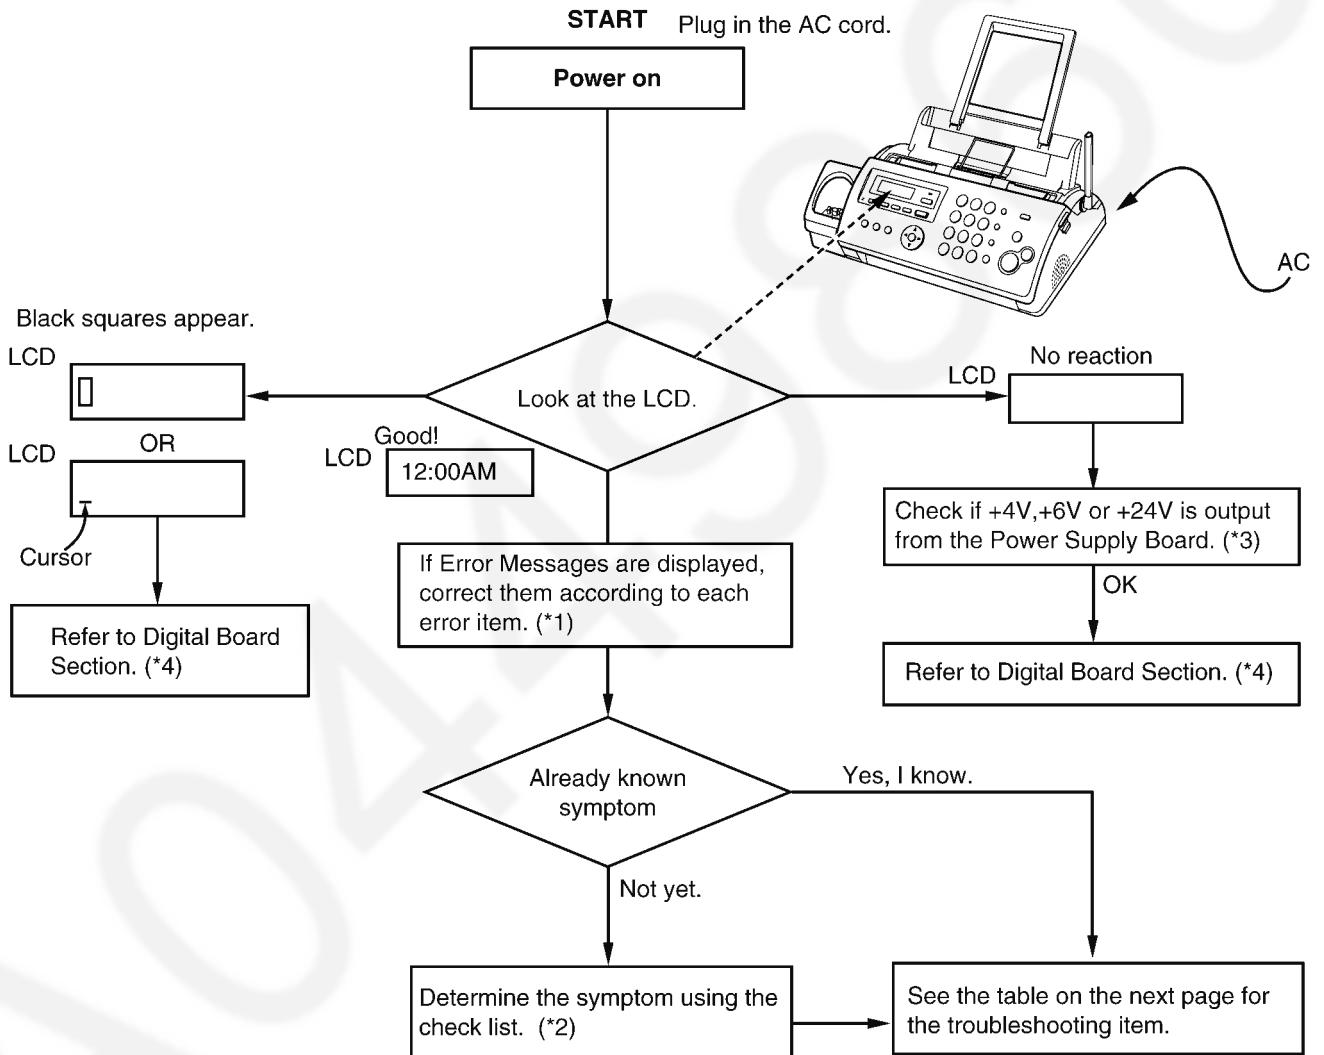 START
Plug in the AC cord.
Power on
AC
Black squares appear.
LCD
OR
LCD
Cursor
Refer to Digital Board
Section. (*4)
Look at the LCD.
Good!
LCD
12:00AM
No reaction
LCD
Check if +4V,+6V or +24V is output
from the Power Supply Board. (*3)
OK
Refer to Digital Board Section. (*4)
If Error Messages are displayed,
correct them according to each
error item. (*1)
Already known
symptom
Yes, I know.
Not yet.
Determine the symptom using the
check list. (*2)
See the table on the next page for
the troubleshooting item.